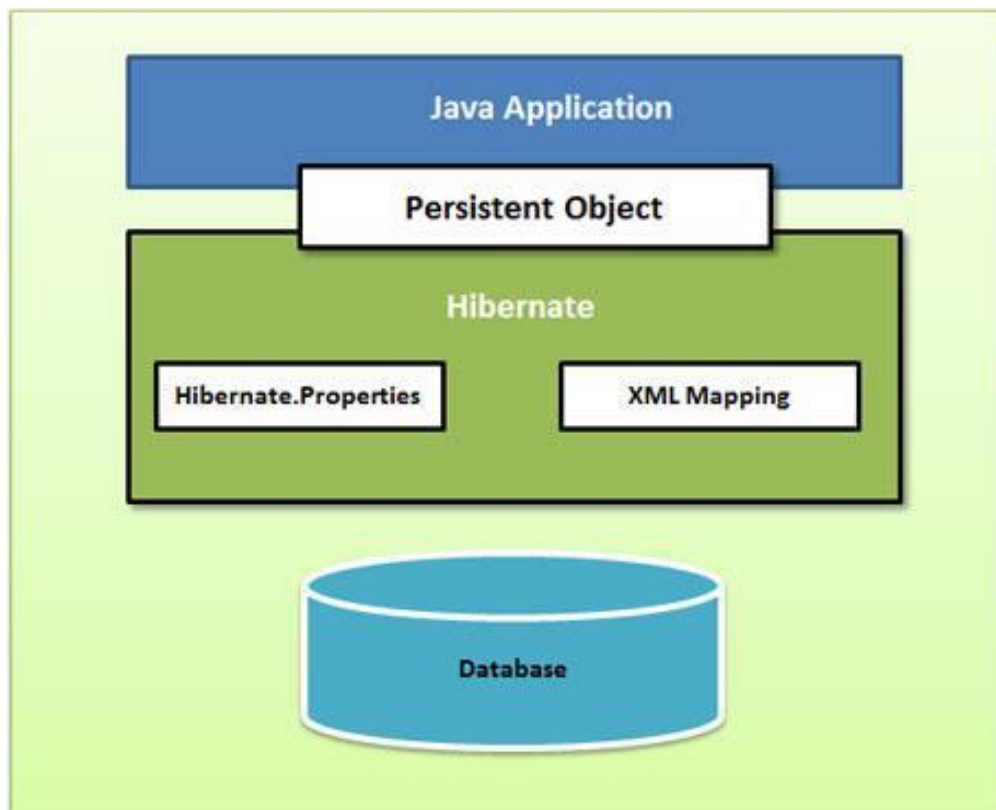 Java Application
Persistent Object
Hibernate
Hibernate.Properties
XML Mapping
Database